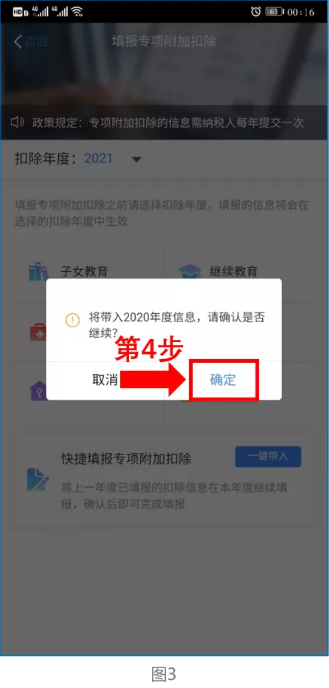 HD 4G 4G 63 00:16
返回 填报专项附加扣除
政策规定：专项附加扣除的信息需纳税人每年提交一次
扣除年度：2021
填报专项附加扣除之前请选择扣除年度，填报的信息将会在
选择的扣除年度中生效
子女教育 继续教育
将带入2020年度信息，请确认是否
继续？
第4步
取消 确定
快捷填报专项附加扣除 一键带入
将上一年度已填报的扣除信息在本年度继续填
报，确认后即可完成填报
图3